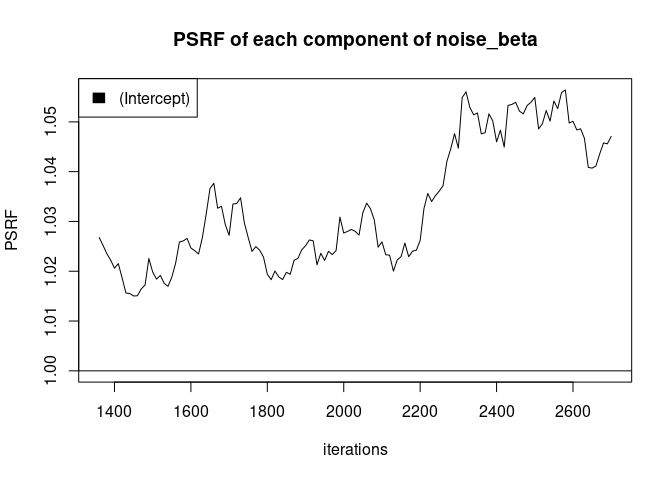 PSRF of each component of noise_beta
(Intercept)
PSRF
1.05
1.04
1.03
1.02
1.01
1.00
1400 1600 1800 2000 2200 2400 2600
iterations